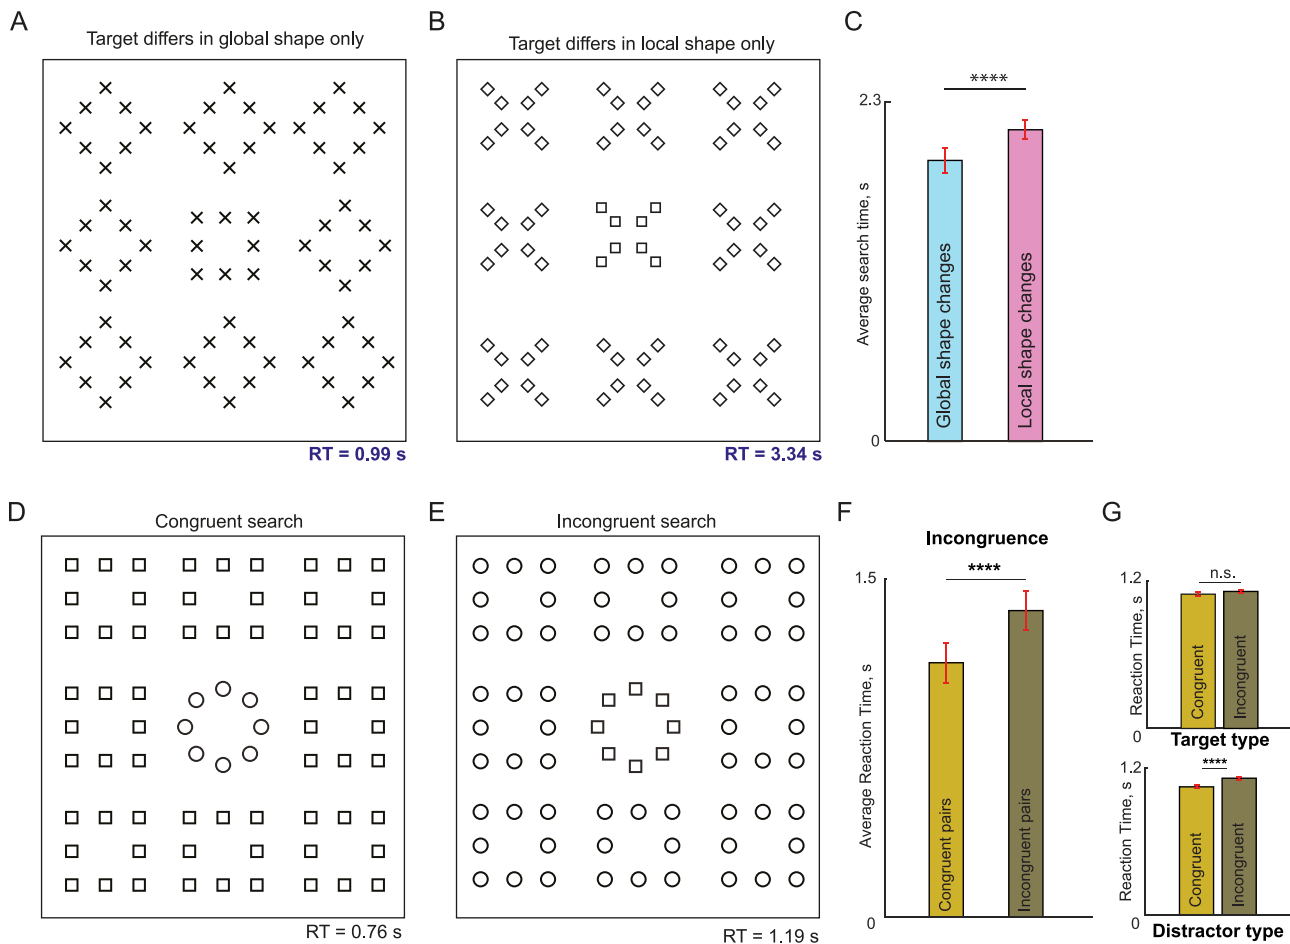 A
Target differs in global shape only
RT = 0.99 s
B
Target differs in local shape only
RT = 3.34 s
C
****
2.3
Average search time, s
0
Global shape changes
Local shape changes
D
Congruent search
RT = 0.76 s
E
Incongruent search
RT = 1.19 s
F
Incongruence
****
1.5
Average Reaction Time, s
0
Congruent pairs
Incongruent pairs
G
n.s.
1.2
Reaction Time, s
0
Congruent
Incongruent
Target type
****
1.2
Reaction Time, s
0
Congruent
Incongruent
Distractor type